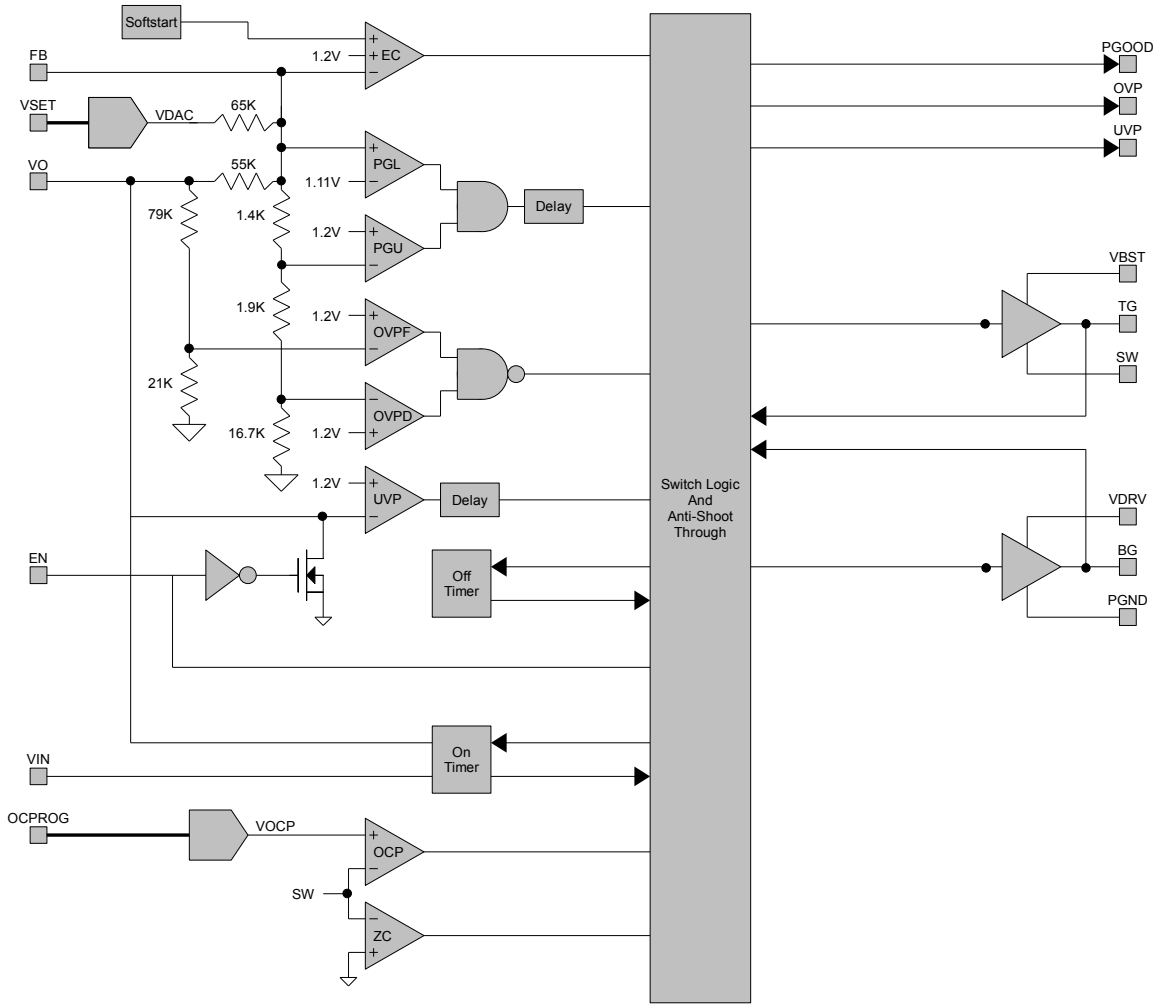 Softstart
FB
1.2V
+
+
−
EC
PGOOD
VSET
VDAC
65K
OVP
UVP
VO
55K
+
−
PGL
1.11V
79K
1.4K
Delay
1.2V
+
−
PGU
VBST
1.9K
1.2V
+
−
OVPF
TG
SW
21K
16.7K
−
+
OVPD
1.2V
1.2V
+
−
UVP
Delay
Switch Logic
And
Anti-Shoot
Through
VDRV
EN
Off
Timer
BG
PGND
VIN
On
Timer
OCPROG
VOCP
+
−
OCP
SW
−
+
ZC